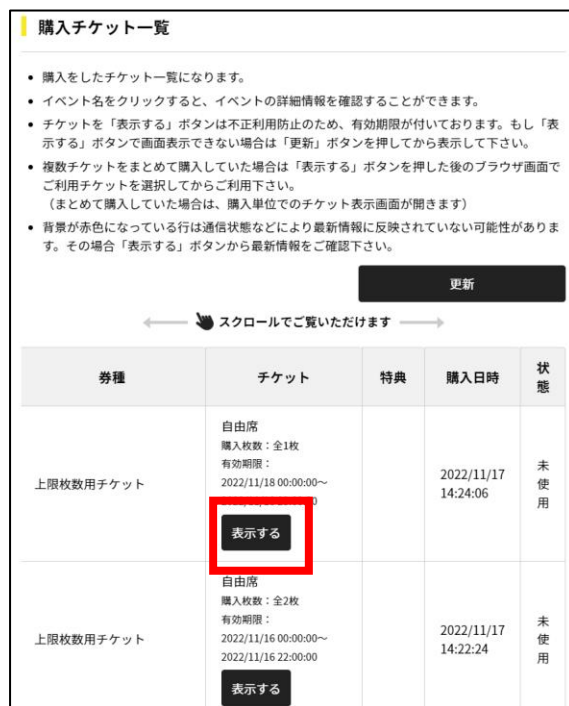 購入チケット一覧
• 購入をしたチケット一覧になります。
• イベント名をクリックすると、イベントの詳細情報を確認することができます。
• チケットを「表示する」ボタンは不正利用防止のため、有効期限が付いております。もし「表
示する」ボタンで画面表示できない場合は「更新」ボタンを押してから表示して下さい。
• 複数チケットをまとめて購入していた場合は「表示する」ボタンを押した後のブラウザ画面で
ご利用チケットを選択してからご利用下さい。
（まとめて購入していた場合は、購入単位でのチケット表示画面が開きます）
• 背景が赤色になっている行は通信状態などにより最新情報に反映されていない可能性がありま
す。その場合「表示する」ボタンから最新情報をご確認下さい。
更新
スクロールでご覧いただけます
券種 チケット 特典 購入日時 状態
上限枚数用チケット
自由席
購入枚数：全1枚
有効期限：
2022/11/18 00:00:00～
表示する
2022/11/17
14:24:06
未使用
上限枚数用チケット
自由席
購入枚数：全2枚
有効期限：
2022/11/16 00:00:00～
2022/11/16 22:00:00
表示する
2022/11/17
14:22:24
未使用